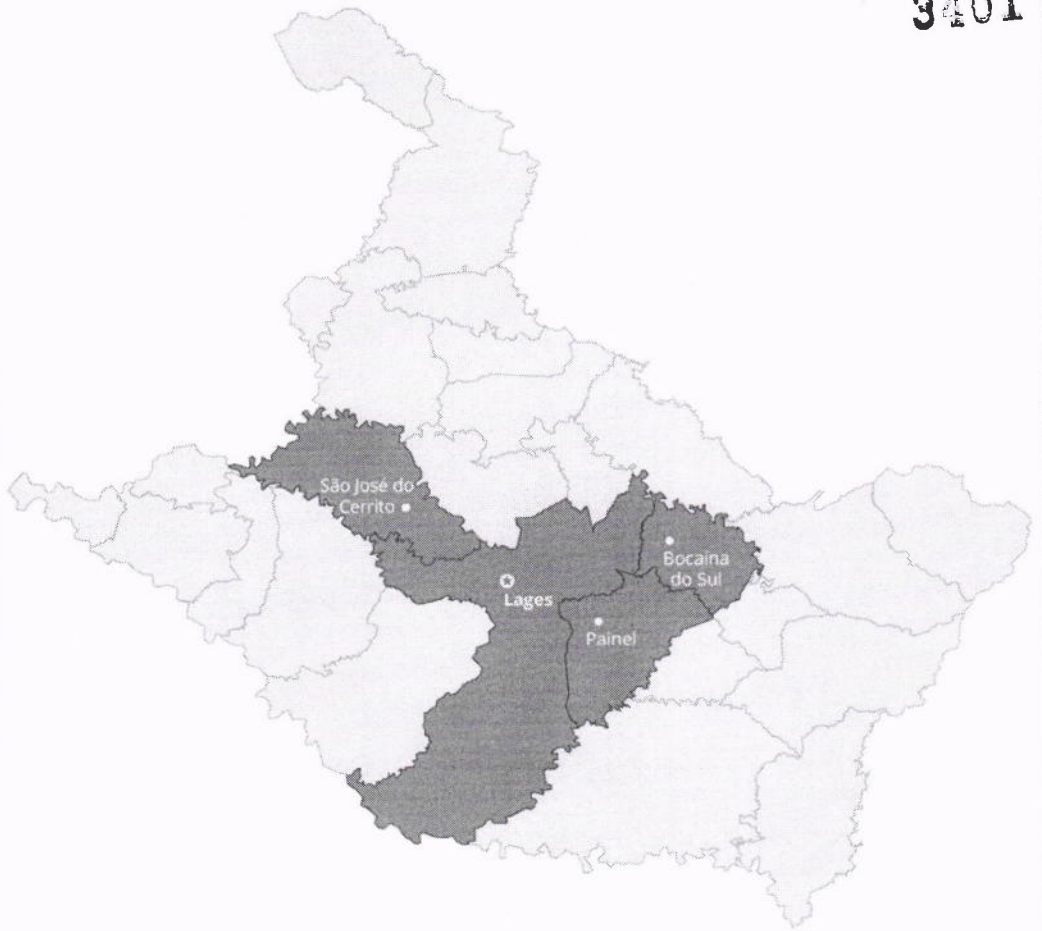 3401
São José do
Cerrito
Bocaina
do Sul
Lages
Painel